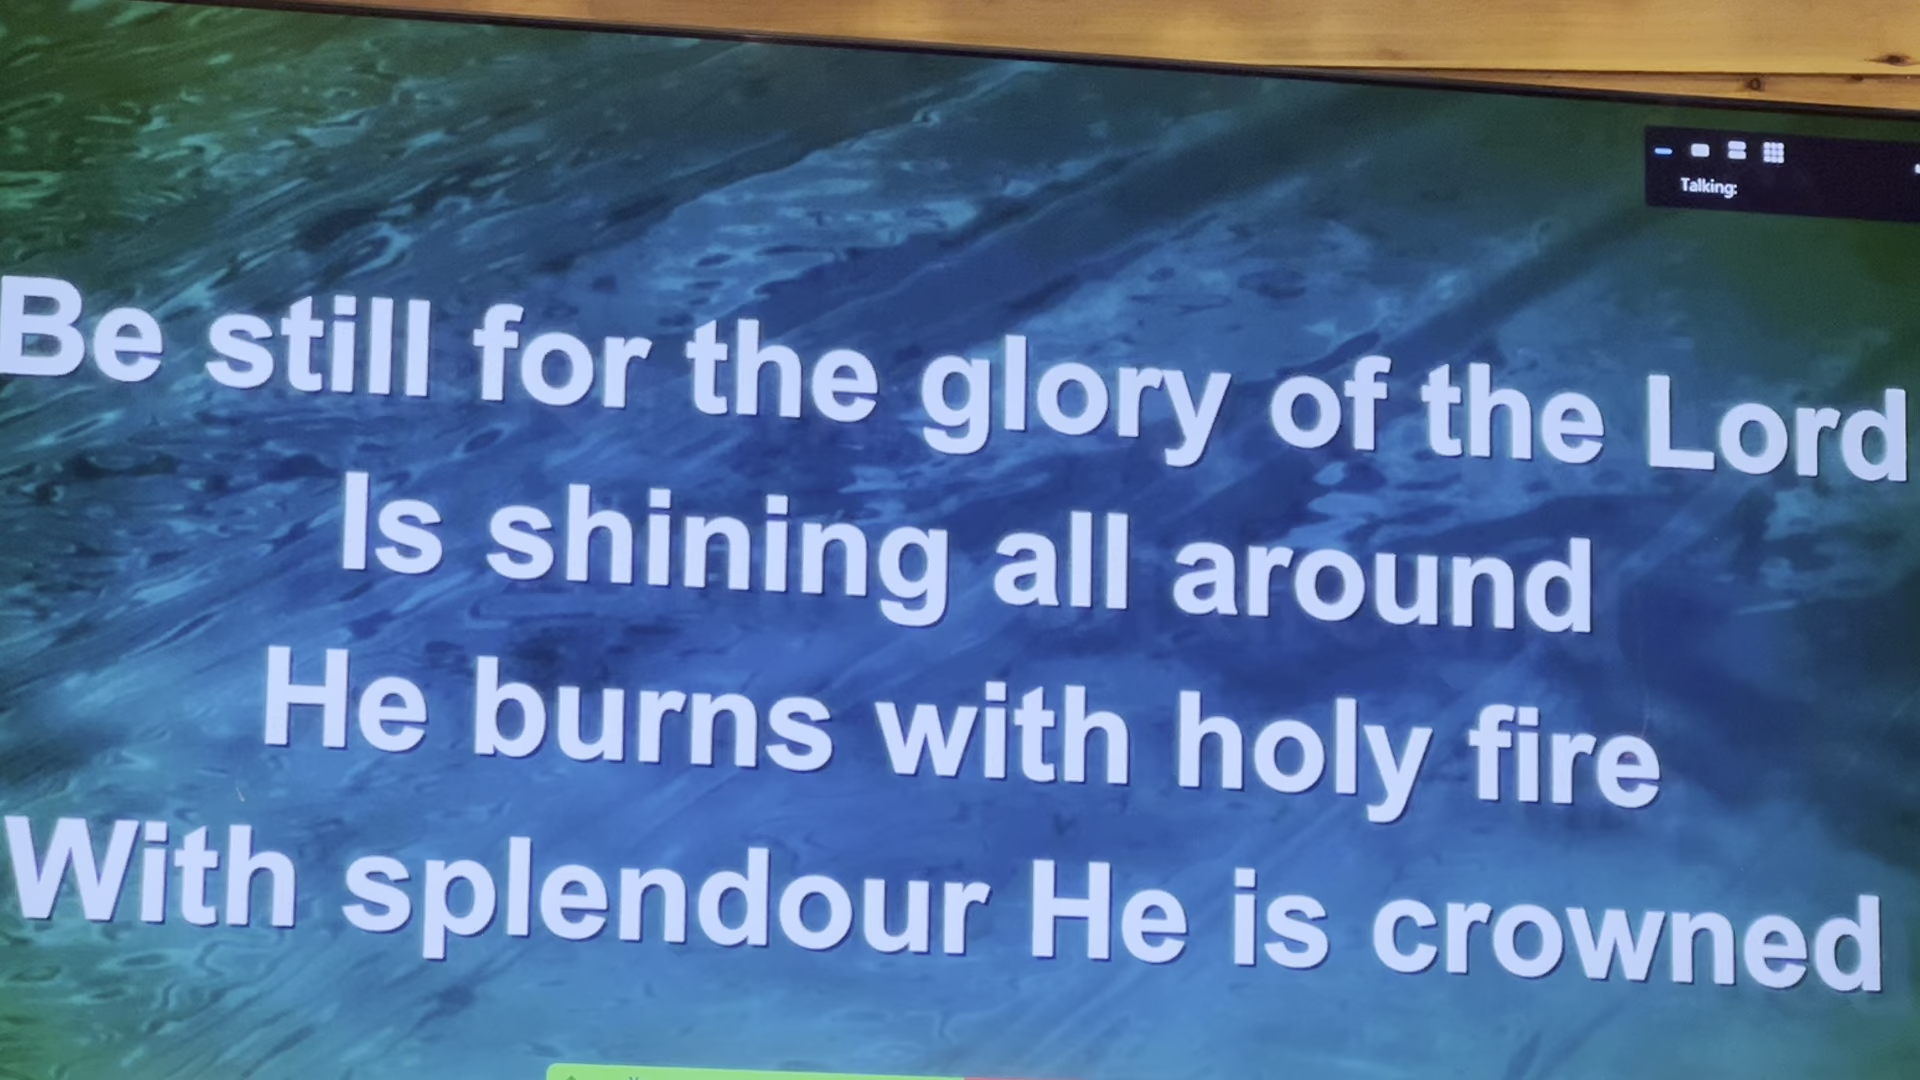 Talking:
Be still for the glory of the Lord
Is shining all around
He burns with holy fire
With splendour He is crowned